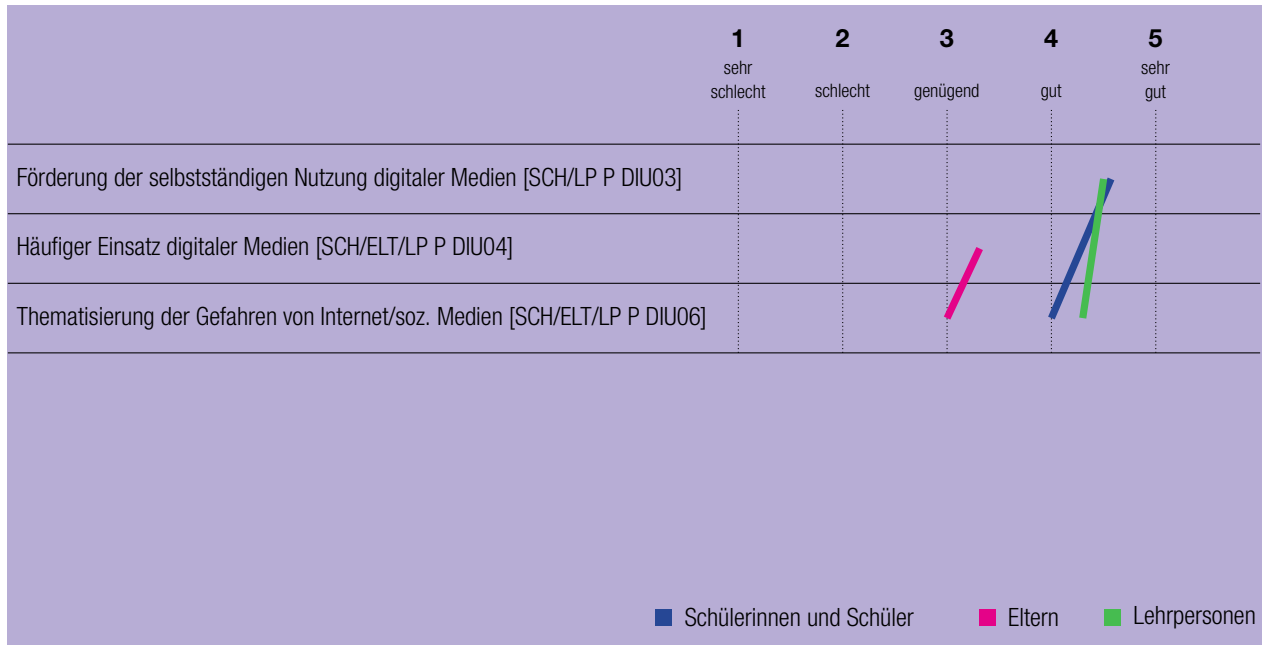 1 2 3 4 5
sehr schlecht schlecht genügend gut sehr gut
Förderung der selbstständigen Nutzung digitaler Medien [SCH/LP P DIU03]
Häufiger Einsatz digitaler Medien [SCH/ELT/LP P DIU04]
Thematisierung der Gefahren von Internet/soz. Medien [SCH/ELT/LP P DIU06]
Schülerinnen und Schüler Eltern Lehrpersonen